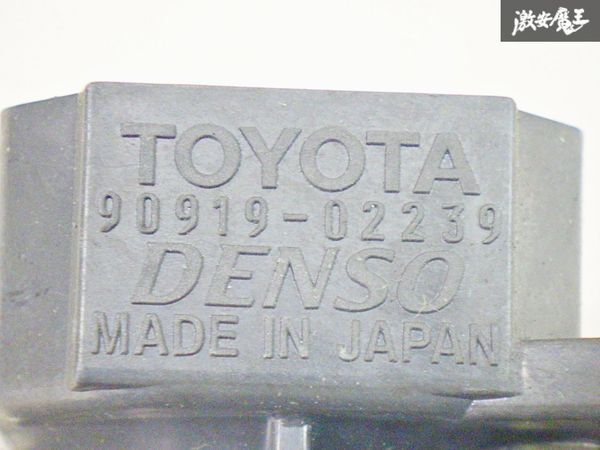 激安魔王
TOYOTA
90919-02239
DENSO
MADE IN JAPAN